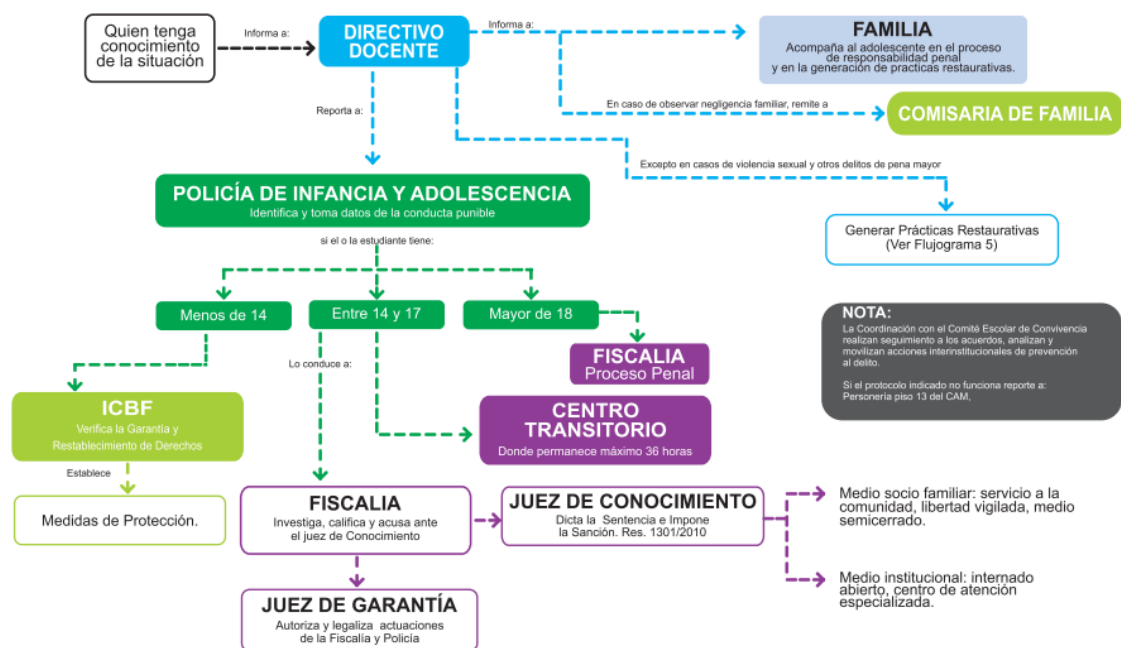 Quien tenga
conocimiento
de la situación
Informa a:
DIRECTIVO
DOCENTE
Informa a:
FAMILIA
Acompaña al adolescente en el proceso
de responsabilidad penal
y en la generación de practicas restaurativas.
Reporta a:
En caso de observar negligencia familiar, remite a
COMISARIA DE FAMILIA
Excepto en casos de violencia sexual y otros delitos de pena mayor
POLICÍA DE INFANCIA Y ADOLESCENCIA
Identifica y toma datos de la conducta punible
Generar Prácticas Restaurativas
(Ver Flujograma 5)
si el o la estudiante tiene:
Menos de 14
Entre 14 y 17
Mayor de 18
NOTA:
La Coordinación con el Comité Escolar de Convivencia
realizan seguimiento a los acuerdos, analizan y
movilizan acciones interinstitucionales de prevención
al delito.
Si el protocolo indicado no funciona reporte a:
Personería piso 13 del CAM,
Lo conduce a:
FISCALIA
Proceso Penal
ICBF
Verifica la Garantía y
Restablecimiento de Derechos
CENTRO
TRANSITORIO
Donde permanece máximo 36 horas
Establece
Medidas de Protección.
FISCALIA
Investiga, califica y acusa ante
el juez de Conocimiento
JUEZ DE CONOCIMIENTO
Dicta la Sentencia e Impone
la Sanción. Res. 1301/2010
Medio socio familiar: servicio a la
comunidad, libertad vigilada, medio
semicerrado.
Medio institucional: internado
abierto, centro de atención
especializada.
JUEZ DE GARANTÍA
Autoriza y legaliza actuaciones
de la Fiscalía y Policía